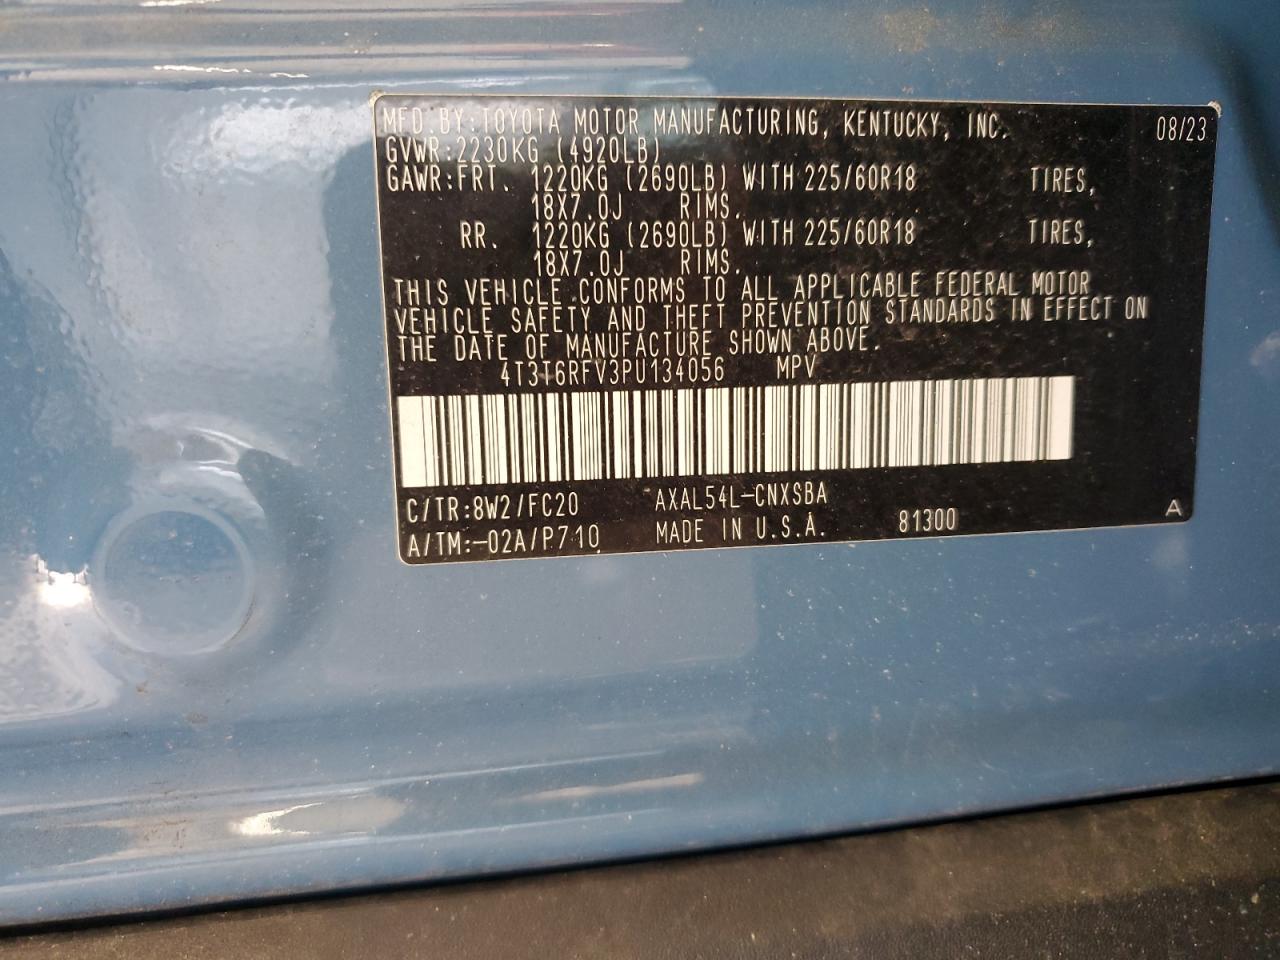 MFD.BY:TOYOTA MOTOR MANUFACTURING, KENTUCKY, INC. 08/23
GVWR:2230KG (4920LB)
GAWR:FRT. 1220KG (2690LB) WITH 225/60R18 TIRES,
18X7.0J RIMS.
RR. 1220KG (2690LB) WITH 225/60R18 TIRES,
18X7.0J RIMS.
THIS VEHICLE CONFORMS TO ALL APPLICABLE FEDERAL MOTOR
VEHICLE SAFETY AND THEFT PREVENTION STANDARDS IN EFFECT ON
THE DATE OF MANUFACTURE SHOWN ABOVE.
4T3T6RFV3PU134056 MPV
C/TR:8W2/FC20 AXAL54L-CNXSBA
A/TM:-02A/P710 MADE IN U.S.A. 81300 A